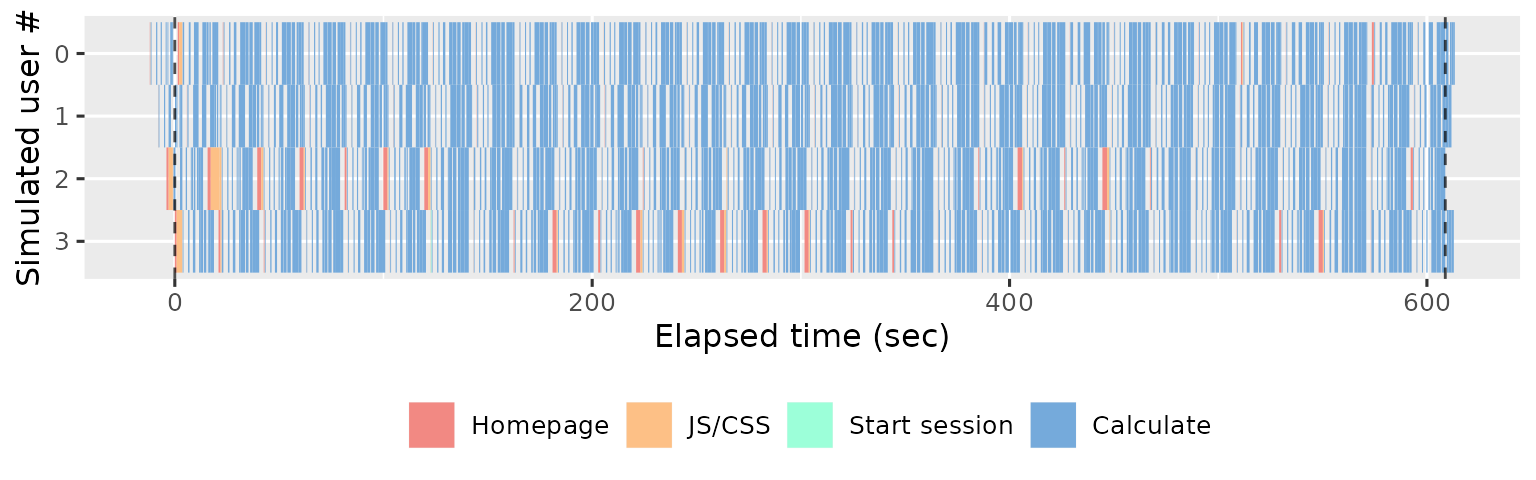 Simulated user #
0
1
2
3
0 200 400 600
Elapsed time (sec)
Homepage JS/CSS Start session Calculate